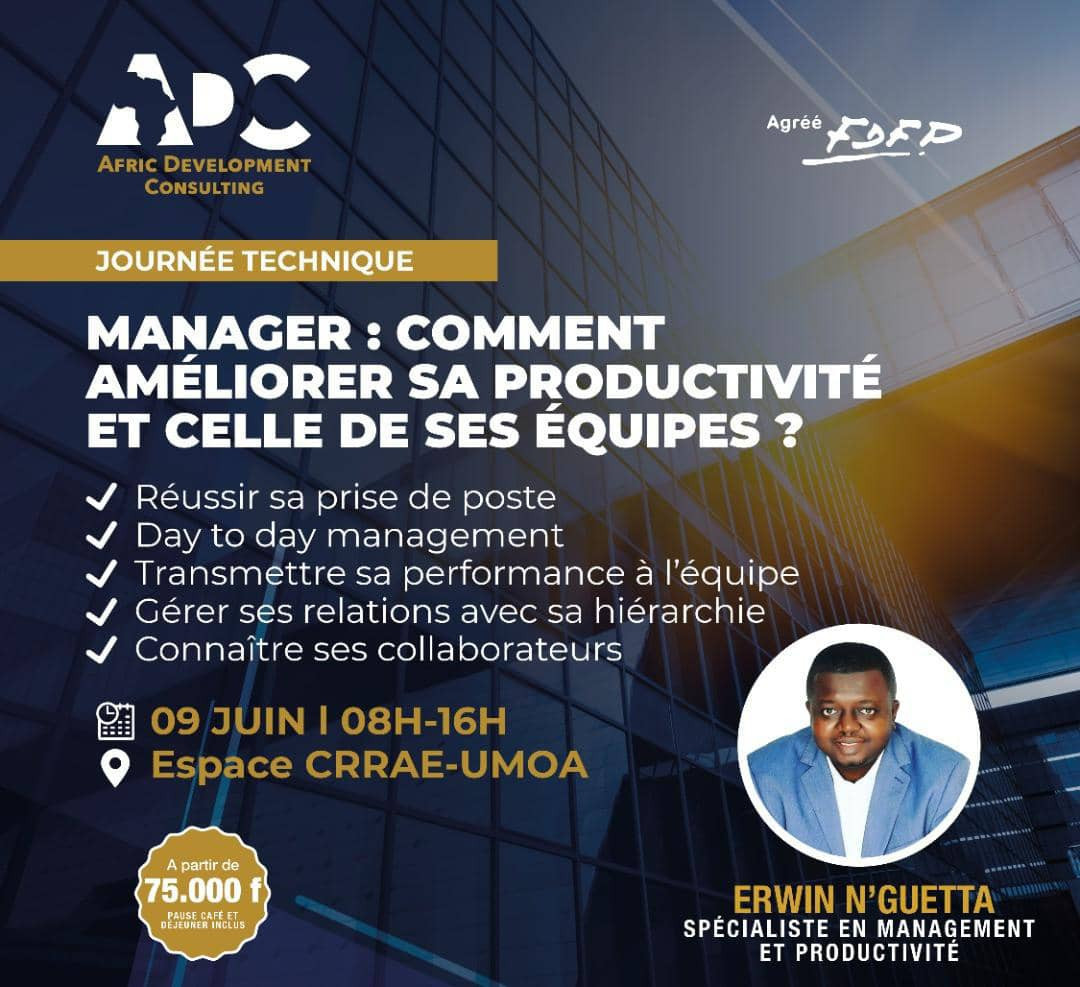 ADC
AFRIC DEVELOPMENT
CONSULTING
Agréé FDFP
JOURNÉE TECHNIQUE
MANAGER : COMMENT
AMÉLIORER SA PRODUCTIVITÉ
ET CELLE DE SES ÉQUIPES ?
Réussir sa prise de poste
Day to day management
Transmettre sa performance à l'équipe
Gérer ses relations avec sa hiérarchie
Connaître ses collaborateurs
09 JUIN | 08H-16H
Espace CRRAE-UMOA
A partir de
75.000 f
PAUSE CAFÉ ET
DÉJEUNER INCLUS
ERWIN N'GUETTA
SPÉCIALISTE EN MANAGEMENT
ET PRODUCTIVITÉ